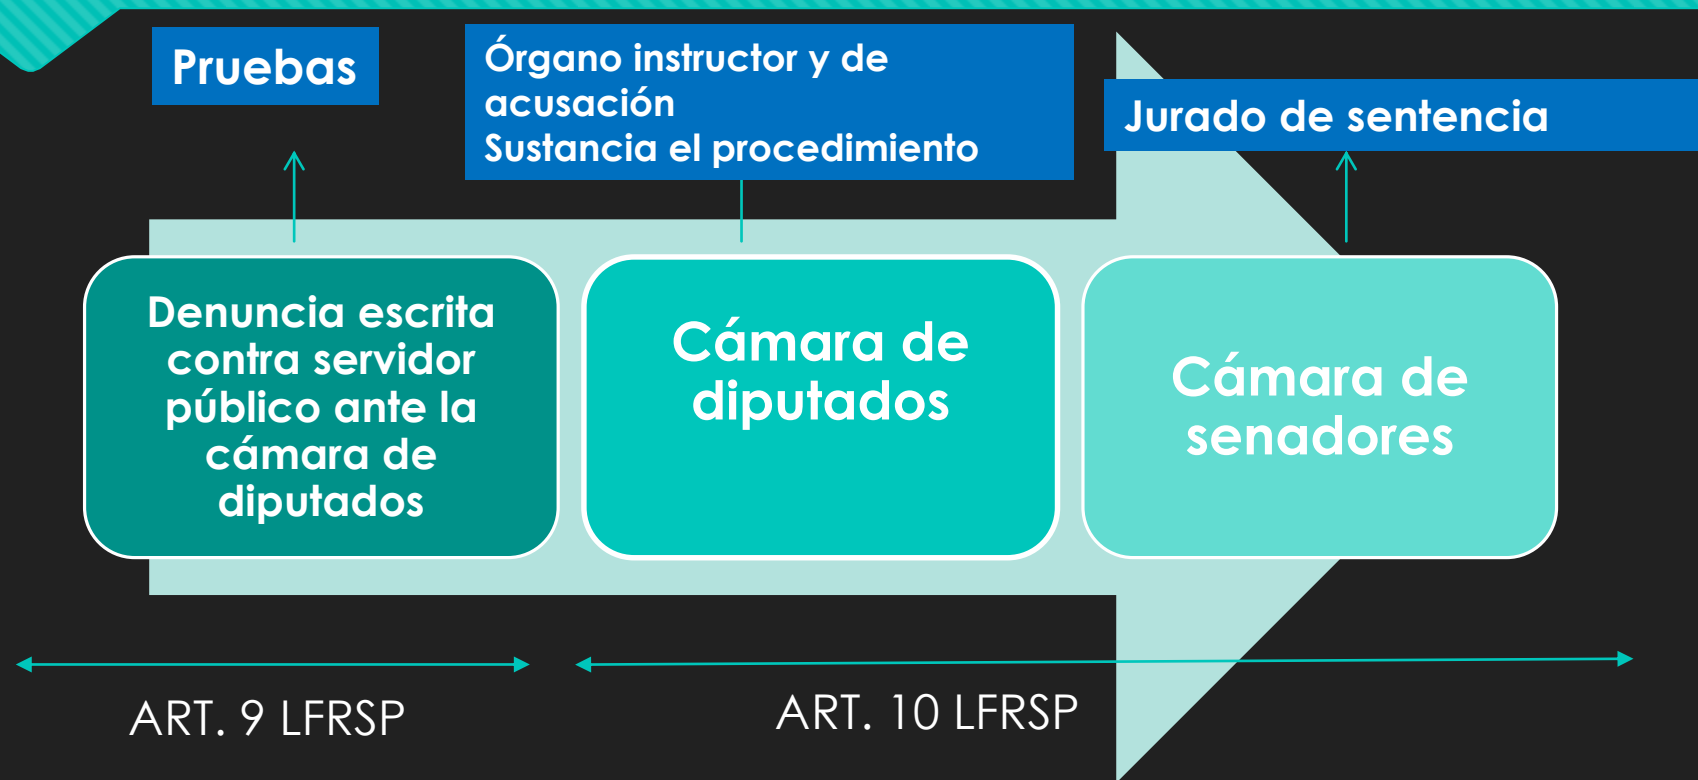 Pruebas
Órgano instructor y de
acusación
Sustancia el procedimiento
Jurado de sentencia
Denuncia escrita
contra servidor
público ante la
cámara de
diputados
Cámara de
diputados
Cámara de
senadores
ART. 9 LFRSP
ART. 10 LFRSP